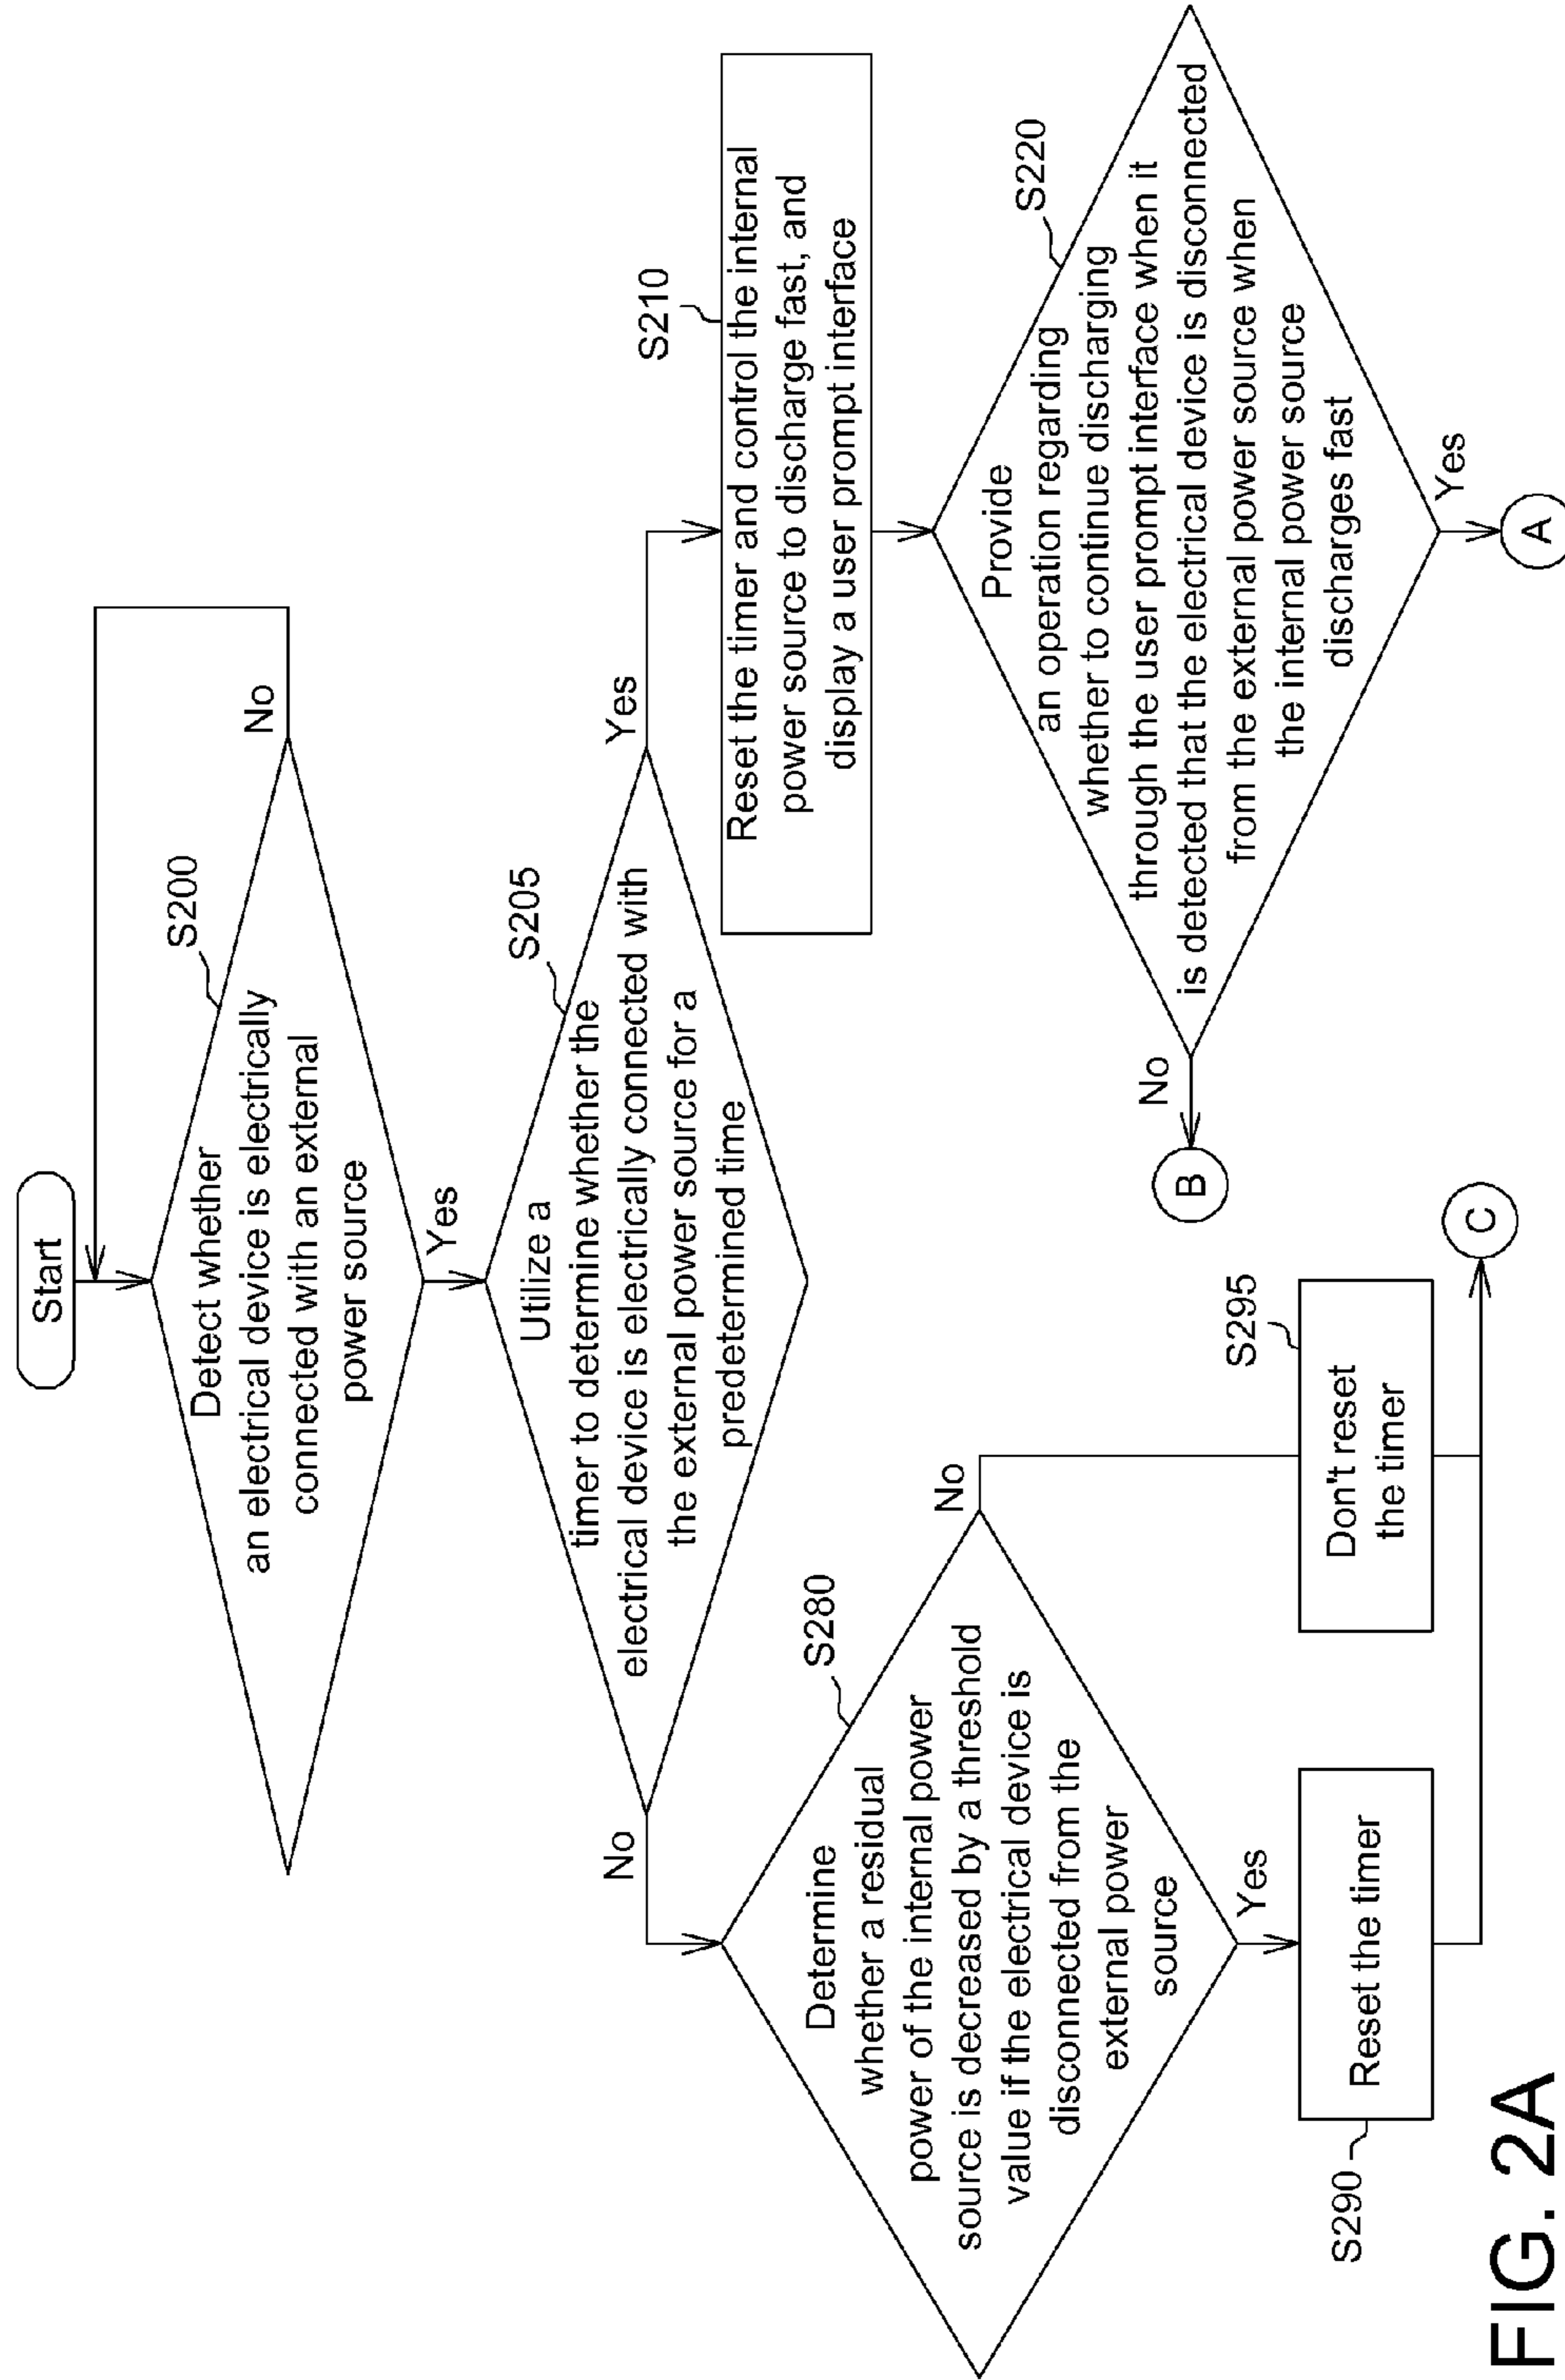 Start
Detect whether
an electrical device is electrically
connected with an external
power source
S200
No
Yes
Utilize a
timer to determine whether the
electrical device is electrically connected with
the external power source for a
predetermined time
S205
No
Yes
Determine
whether a residual
power of the internal power
source is decreased by a threshold
value if the electrical device is
disconnected from the
external power
source
S280
No
Yes
S290
Reset the timer
Don't reset
the timer
S295
C
S210
Reset the timer and control the internal
power source to discharge fast, and
display a user prompt interface
Provide
an operation regarding
whether to continue discharging
through the user prompt interface when it
is detected that the electrical device is disconnected
from the external power source when
the internal power source
discharges fast
S220
No
B
Yes
A
FIG. 2A